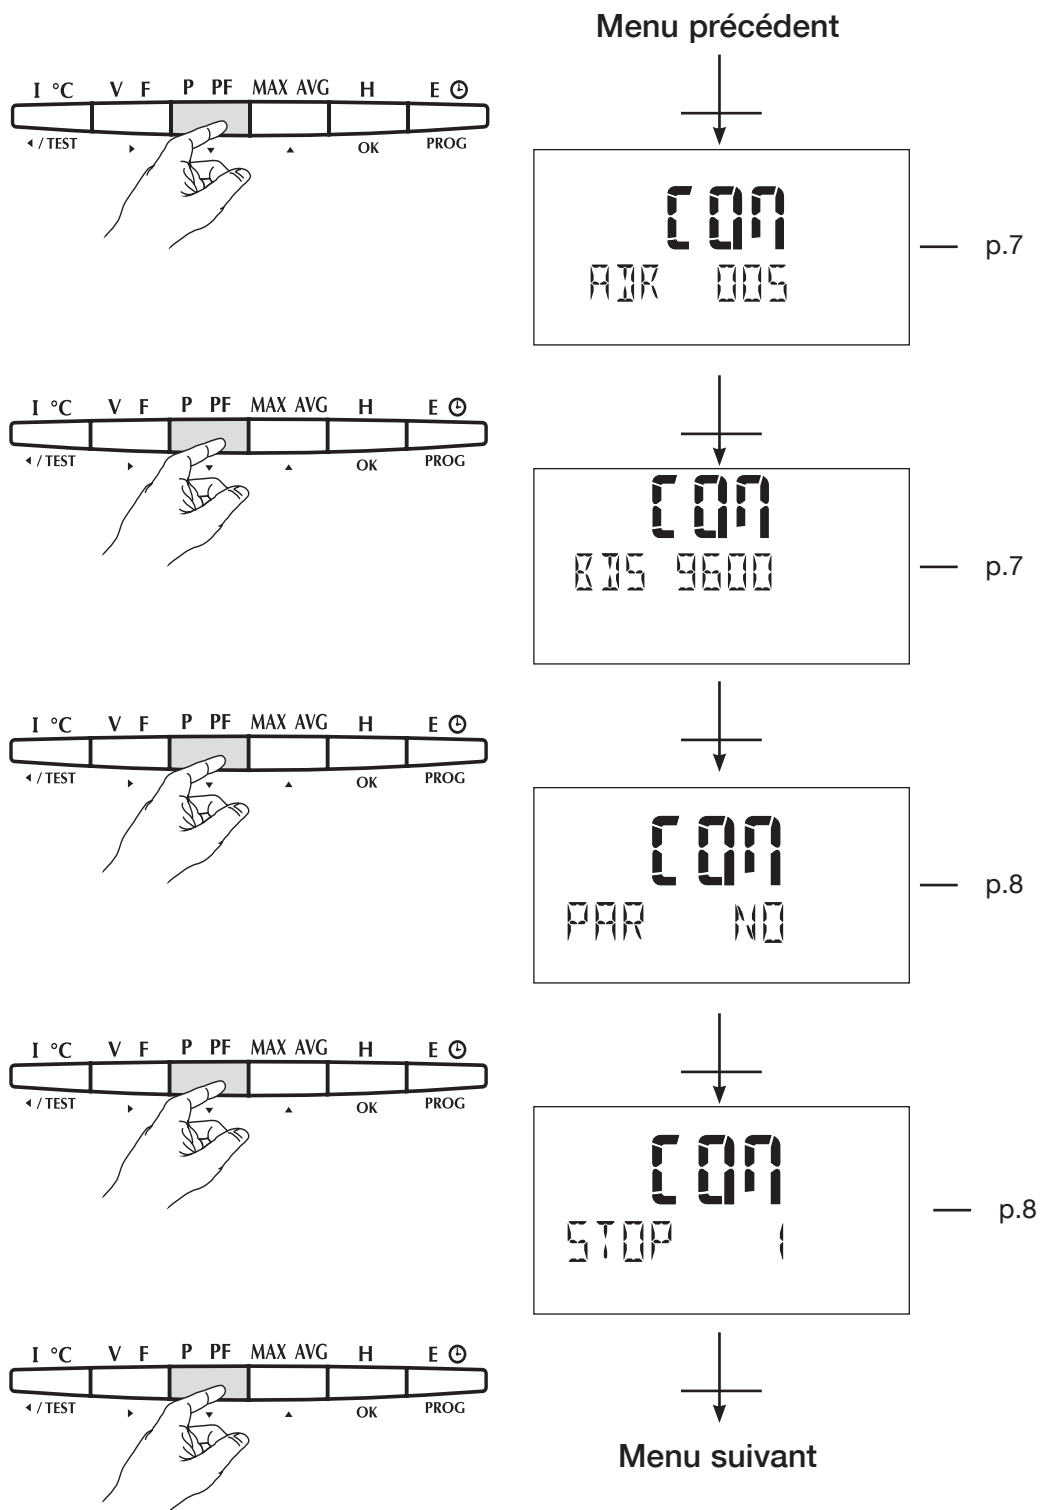 Menu précédent
I °C V F P PF MAX AVG H E
◂ / TEST ▸ ▾ ▴ OK PROG
COM
ADR 005
p.7
I °C V F P PF MAX AVG H E
◂ / TEST ▸ ▾ ▴ OK PROG
COM
BDS 9600
p.7
I °C V F P PF MAX AVG H E
◂ / TEST ▸ ▾ ▴ OK PROG
COM
PAR NO
p.8
I °C V F P PF MAX AVG H E
◂ / TEST ▸ ▾ ▴ OK PROG
COM
STOP 1
p.8
I °C V F P PF MAX AVG H E
◂ / TEST ▸ ▾ ▴ OK PROG
Menu suivant